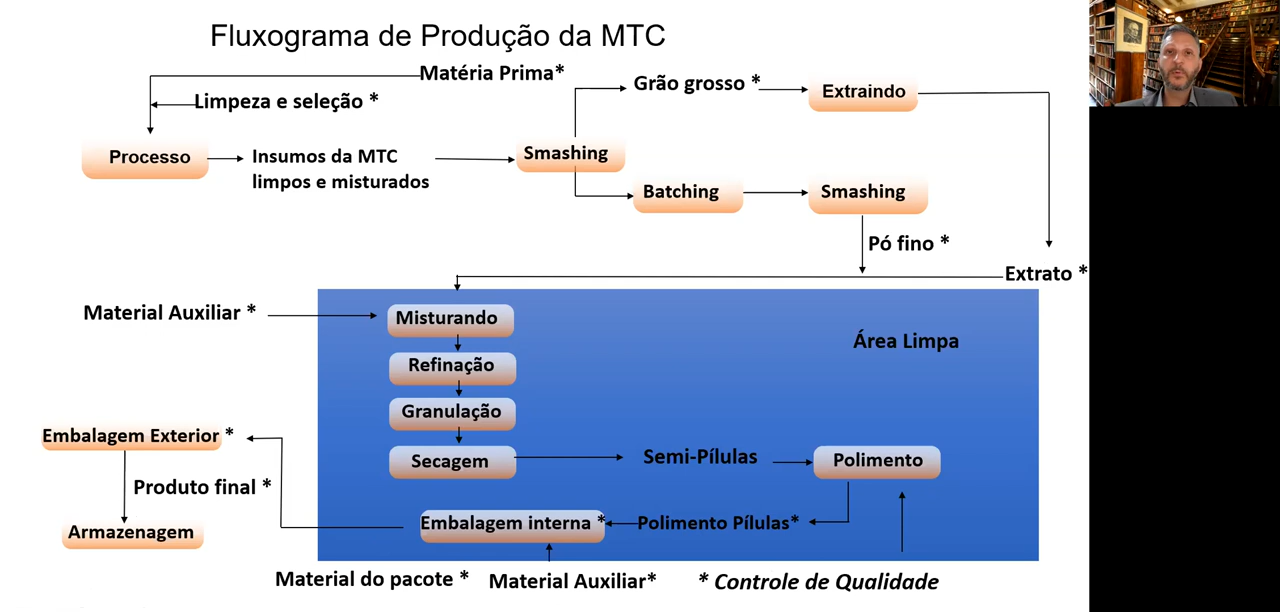 Fluxograma de Produção da MTC
Matéria Prima*
Limpeza e seleção *
Grão grosso *
Extraindo
Processo
Insumos da MTC
limpos e misturados
Smashing
Batching
Smashing
Pó fino *
Extrato *
Material Auxiliar *
Misturando
Área Limpa
Refinação
Granulação
Embalagem Exterior *
Secagem
Semi-Pílulas
Polimento
Produto final *
Embalagem interna *
Polimento Pílulas*
Armazenagem
Material do pacote *
Material Auxiliar*
* Controle de Qualidade